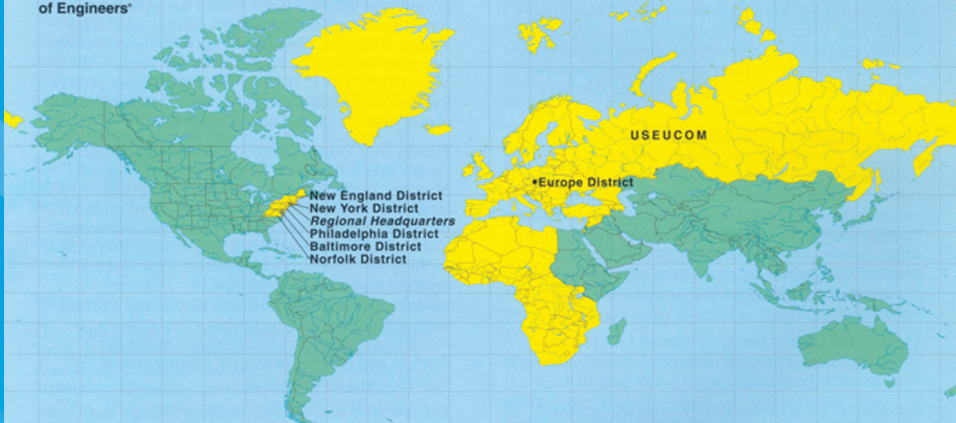 of Engineers®
USEUCOM
•Europe District
New England District
New York District
Regional Headquarters
Philadelphia District
Baltimore District
Norfolk District